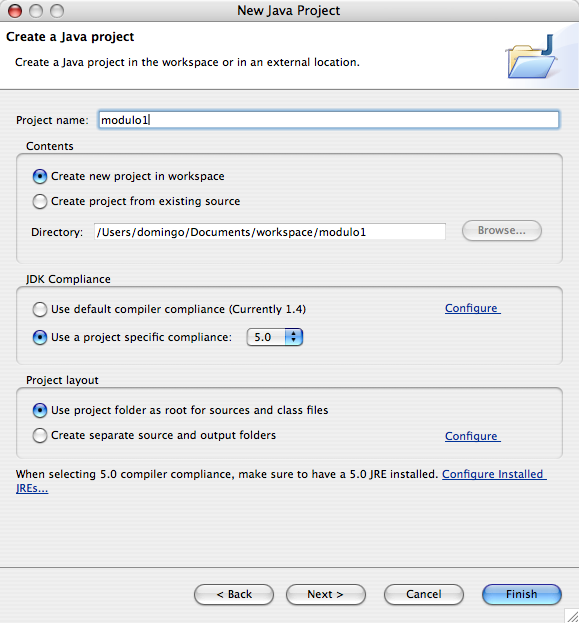 New Java Project
Create a Java project
Create a Java project in the workspace or in an external location.
Project name: modulo1
Contents
Create new project in workspace
Create project from existing source
Directory: /Users/domingo/Documents/workspace/modulo1 Browse...
JDK Compliance
Use default compiler compliance (Currently 1.4) Configure
Use a project specific compliance: 5.0
Project layout
Use project folder as root for sources and class files
Create separate source and output folders Configure
When selecting 5.0 compiler compliance, make sure to have a 5.0 JRE installed. Configure Installed
JREs...
< Back Next > Cancel Finish